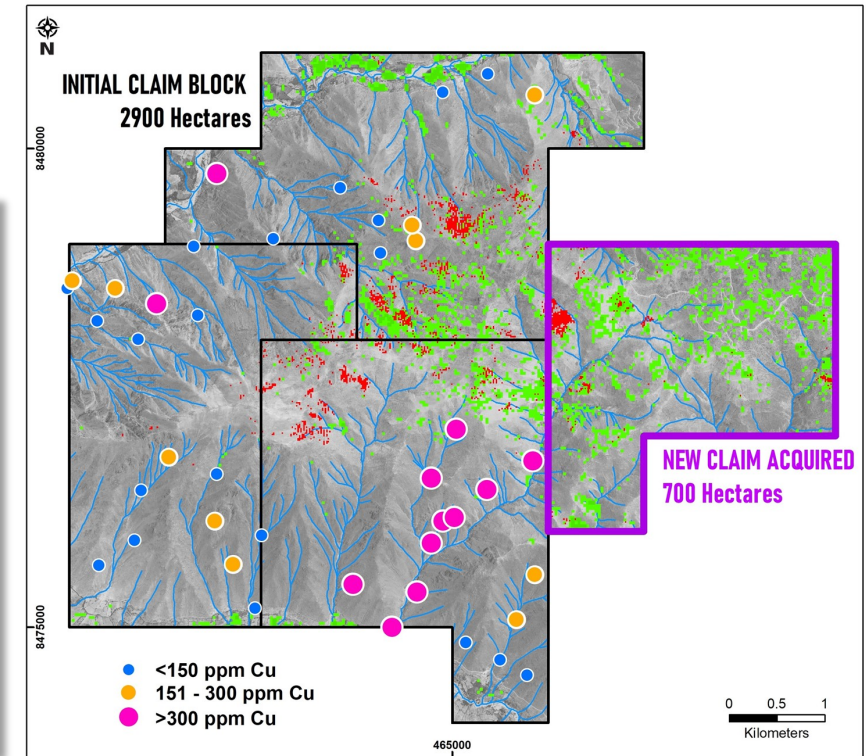 N
INITIAL CLAIM BLOCK
2900 Hectares
8480000
NEW CLAIM ACQUIRED
700 Hectares
8475000
<150 ppm Cu
151 - 300 ppm Cu
>300 ppm Cu
0 0.5 1
Kilometers
465000